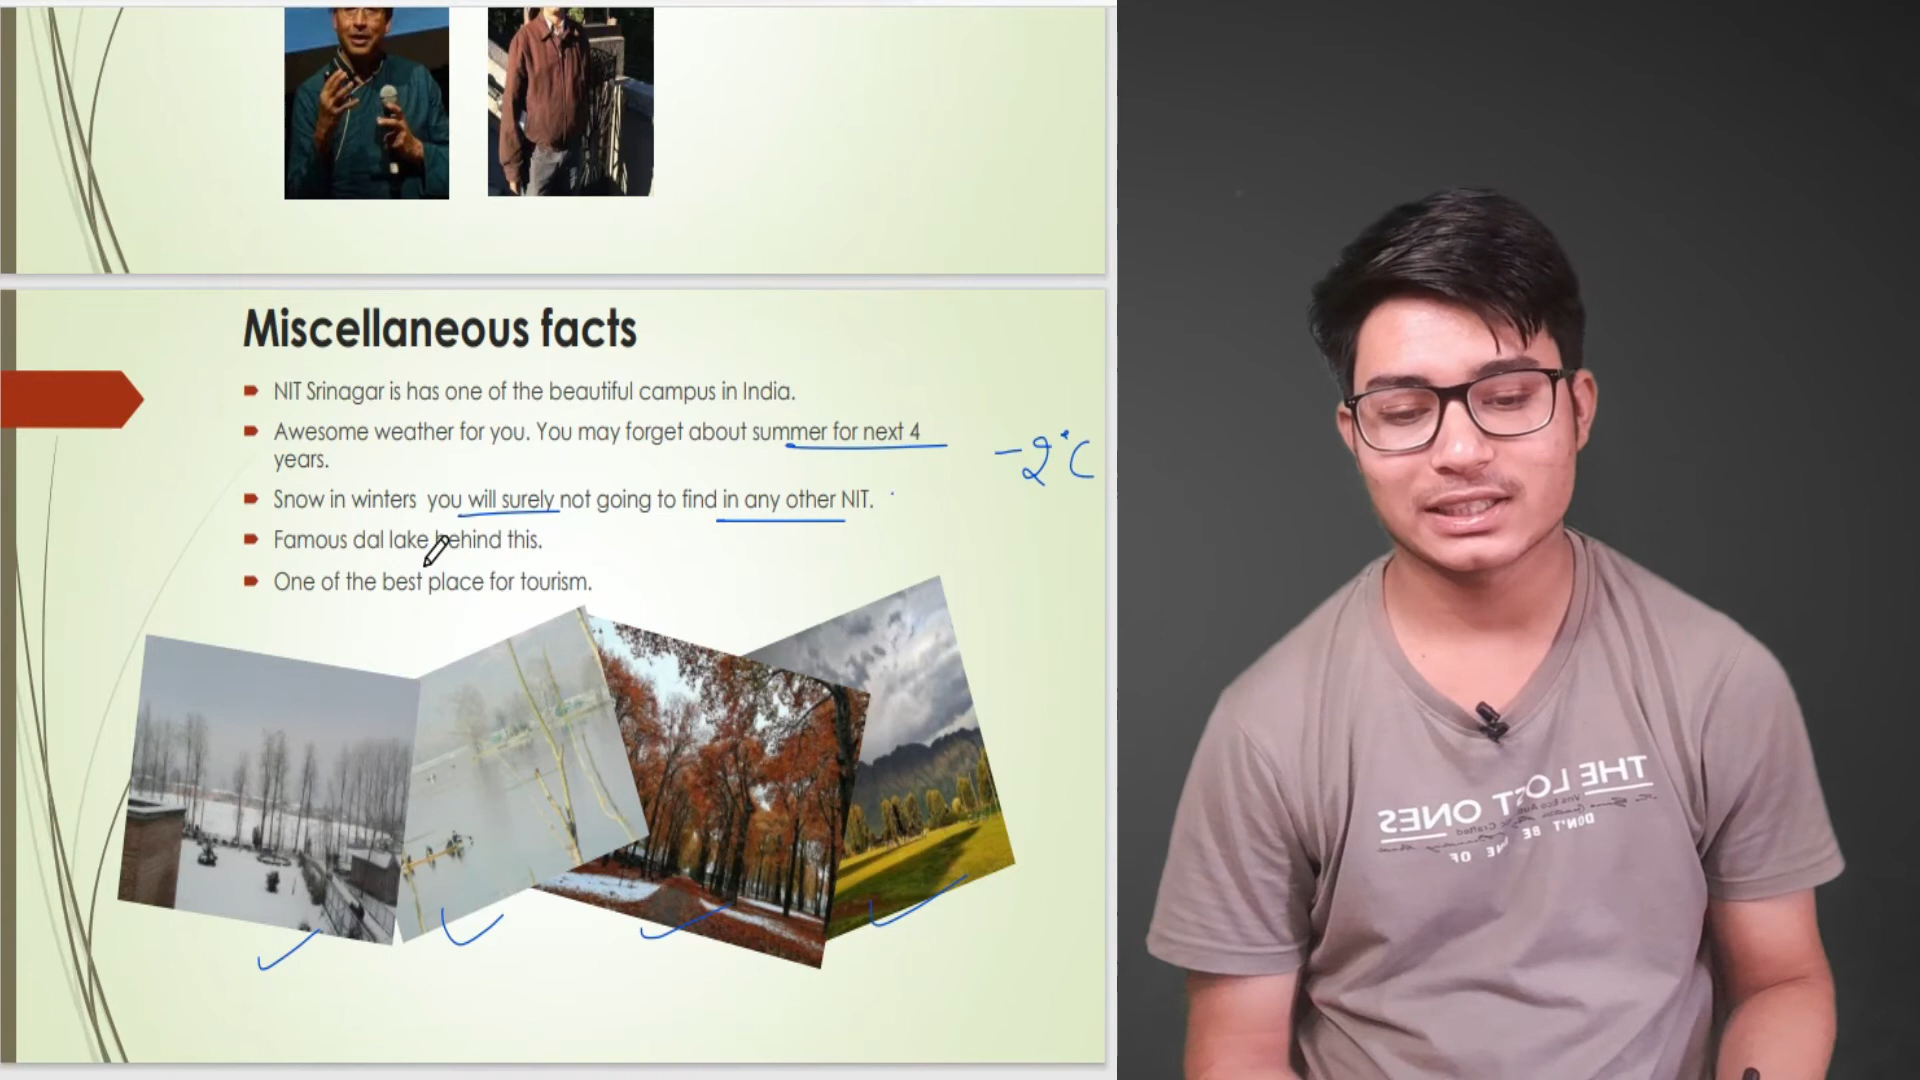 Miscellaneous facts
NIT Srinagar is has one of the beautiful campus in India.
Awesome weather for you. You may forget about summer for next 4
years.
Snow in winters you will surely not going to find in any other NIT.
Famous dal lake behind this.
One of the best place for tourism.
-2°C
THE LOST ONES
DON'T BE